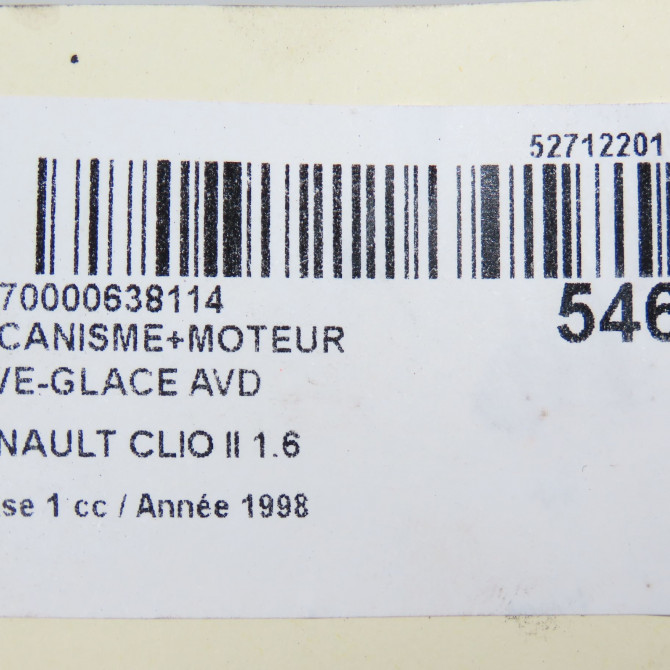 52712201
70000638114
546
CANISME+MOTEUR
VE-GLACE AVD
NAULT CLIO II 1.6
se 1 cc / Année 1998